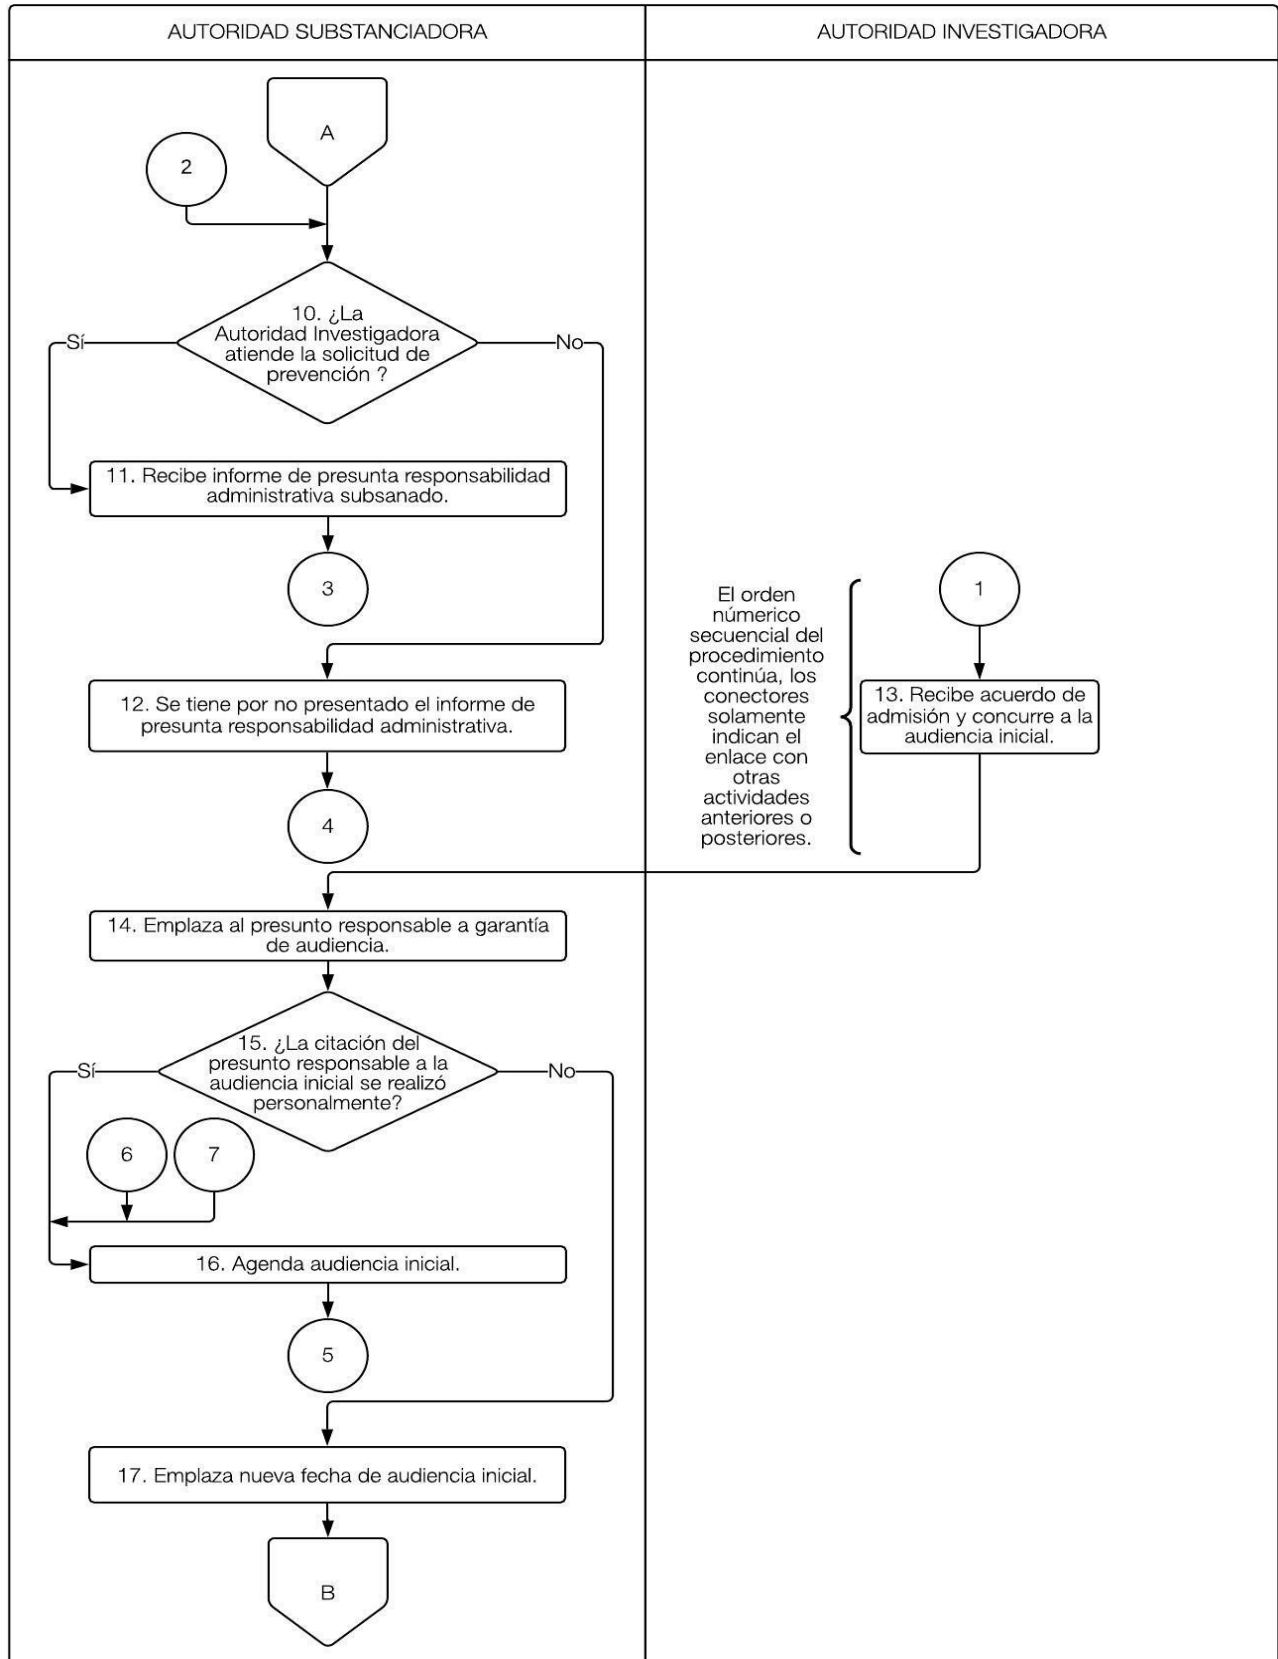 AUTORIDAD SUBSTANCIADORA
AUTORIDAD INVESTIGADORA
A
2
10. ¿La
Autoridad Investigadora
atiende la solicitud de
prevención ?
Sí
No
11. Recibe informe de presunta responsabilidad
administrativa subsanado.
3
12. Se tiene por no presentado el informe de
presunta responsabilidad administrativa.
4
El orden
númerico
secuencial del
procedimiento
continúa, los
conectores
solamente
indican el
enlace con
otras
actividades
anteriores o
posteriores.
1
13. Recibe acuerdo de
admisión y concurre a la
audiencia inicial.
14. Emplaza al presunto responsable a garantía
de audiencia.
15. ¿La citación del
presunto responsable a la
audiencia inicial se realizó
personalmente?
Sí
No
6
7
16. Agenda audiencia inicial.
5
17. Emplaza nueva fecha de audiencia inicial.
B